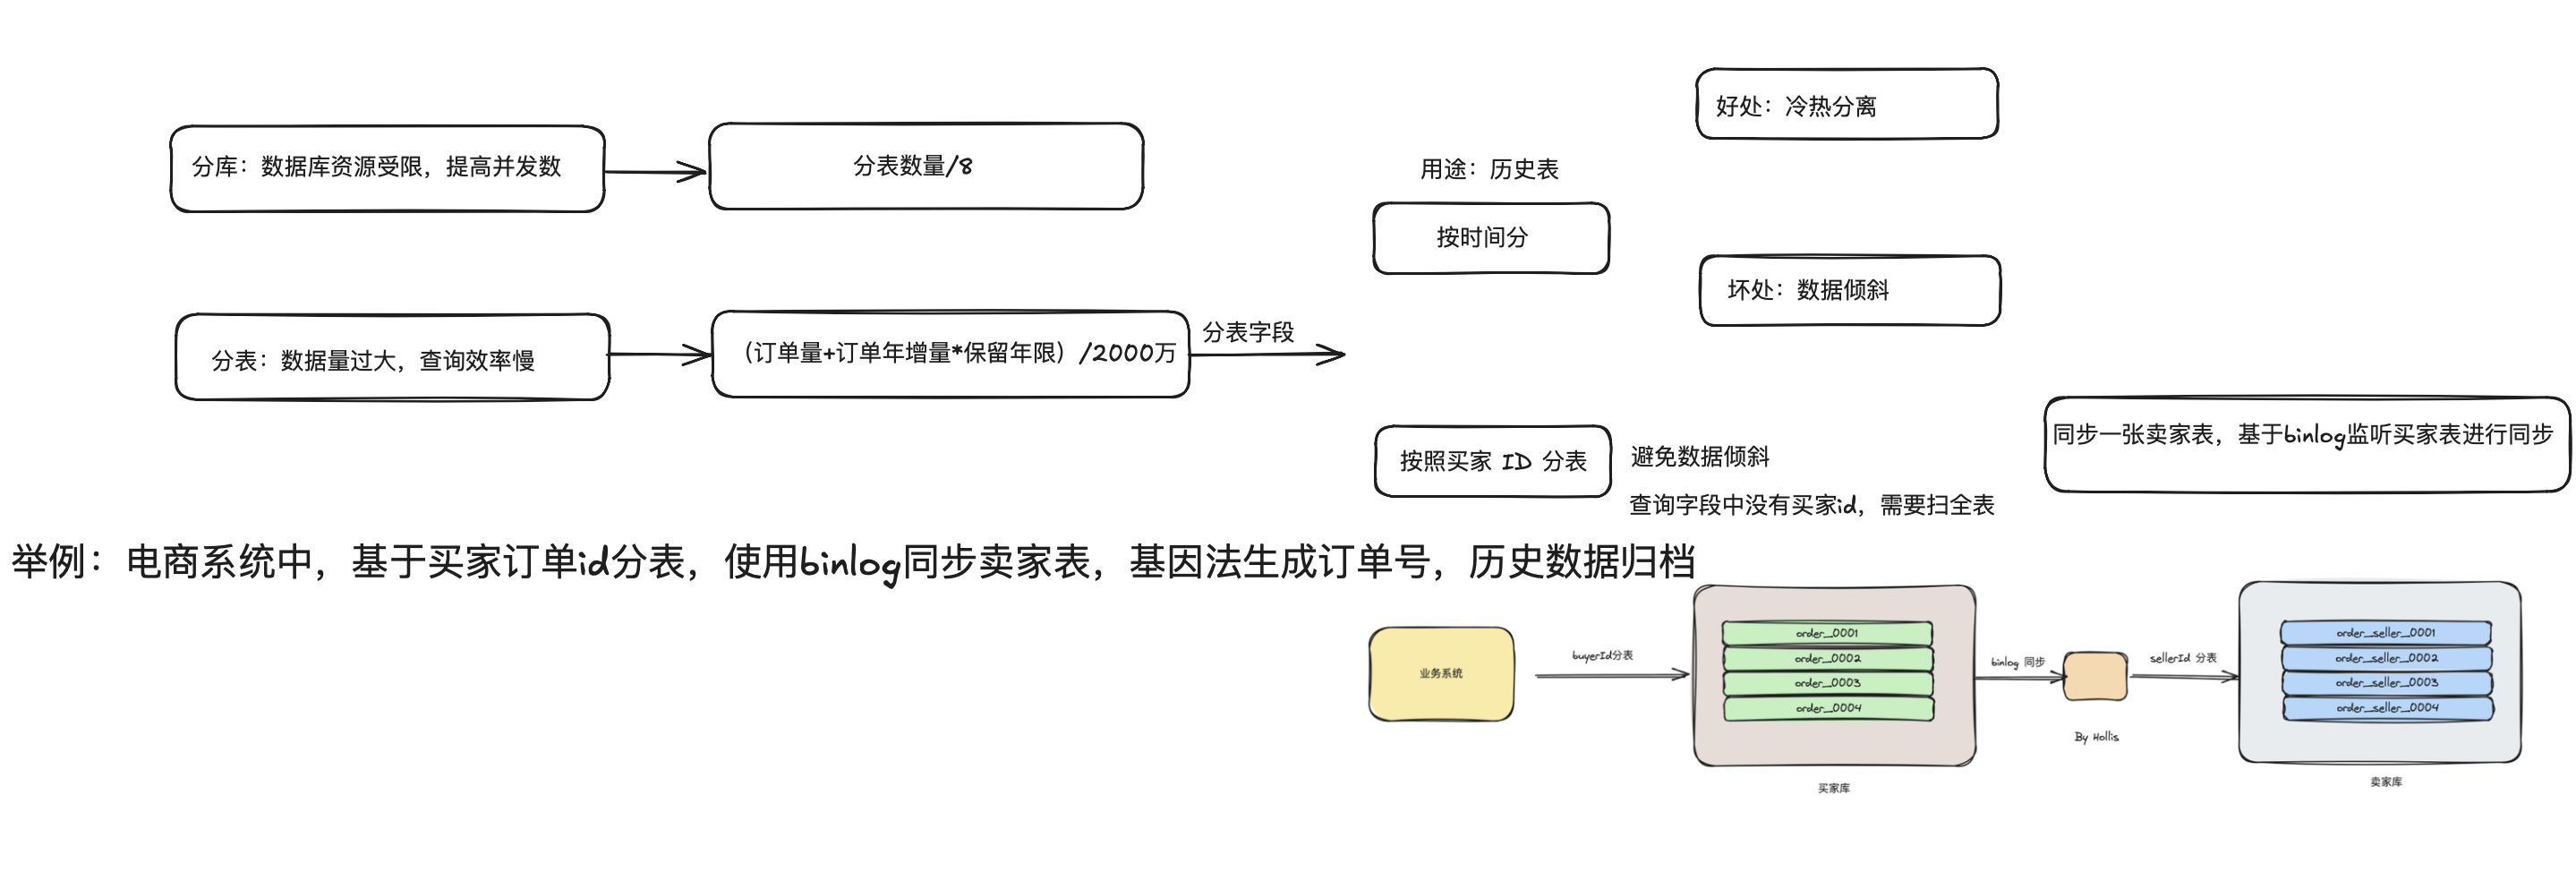 好处：冷热分离
分库：数据库资源受限，提高并发数
分表数量/8
用途：历史表
按时间分
坏处：数据倾斜
分表：数据量过大，查询效率慢
（订单量+订单年增量*保留年限）/2000万
分表字段
同步一张卖家表，基于binlog监听买家表进行同步
按照买家 ID 分表
避免数据倾斜
查询字段中没有买家id，需要扫全表
举例：电商系统中，基于买家订单id分表，使用binlog同步卖家表，基因法生成订单号，历史数据归档
业务系统
buyerId分表
order_0001
order_0002
order_0003
order_0004
买家库
binlog 同步
By Hollis
sellerId 分表
order_seller_0001
order_seller_0002
order_seller_0003
order_seller_0004
卖家库